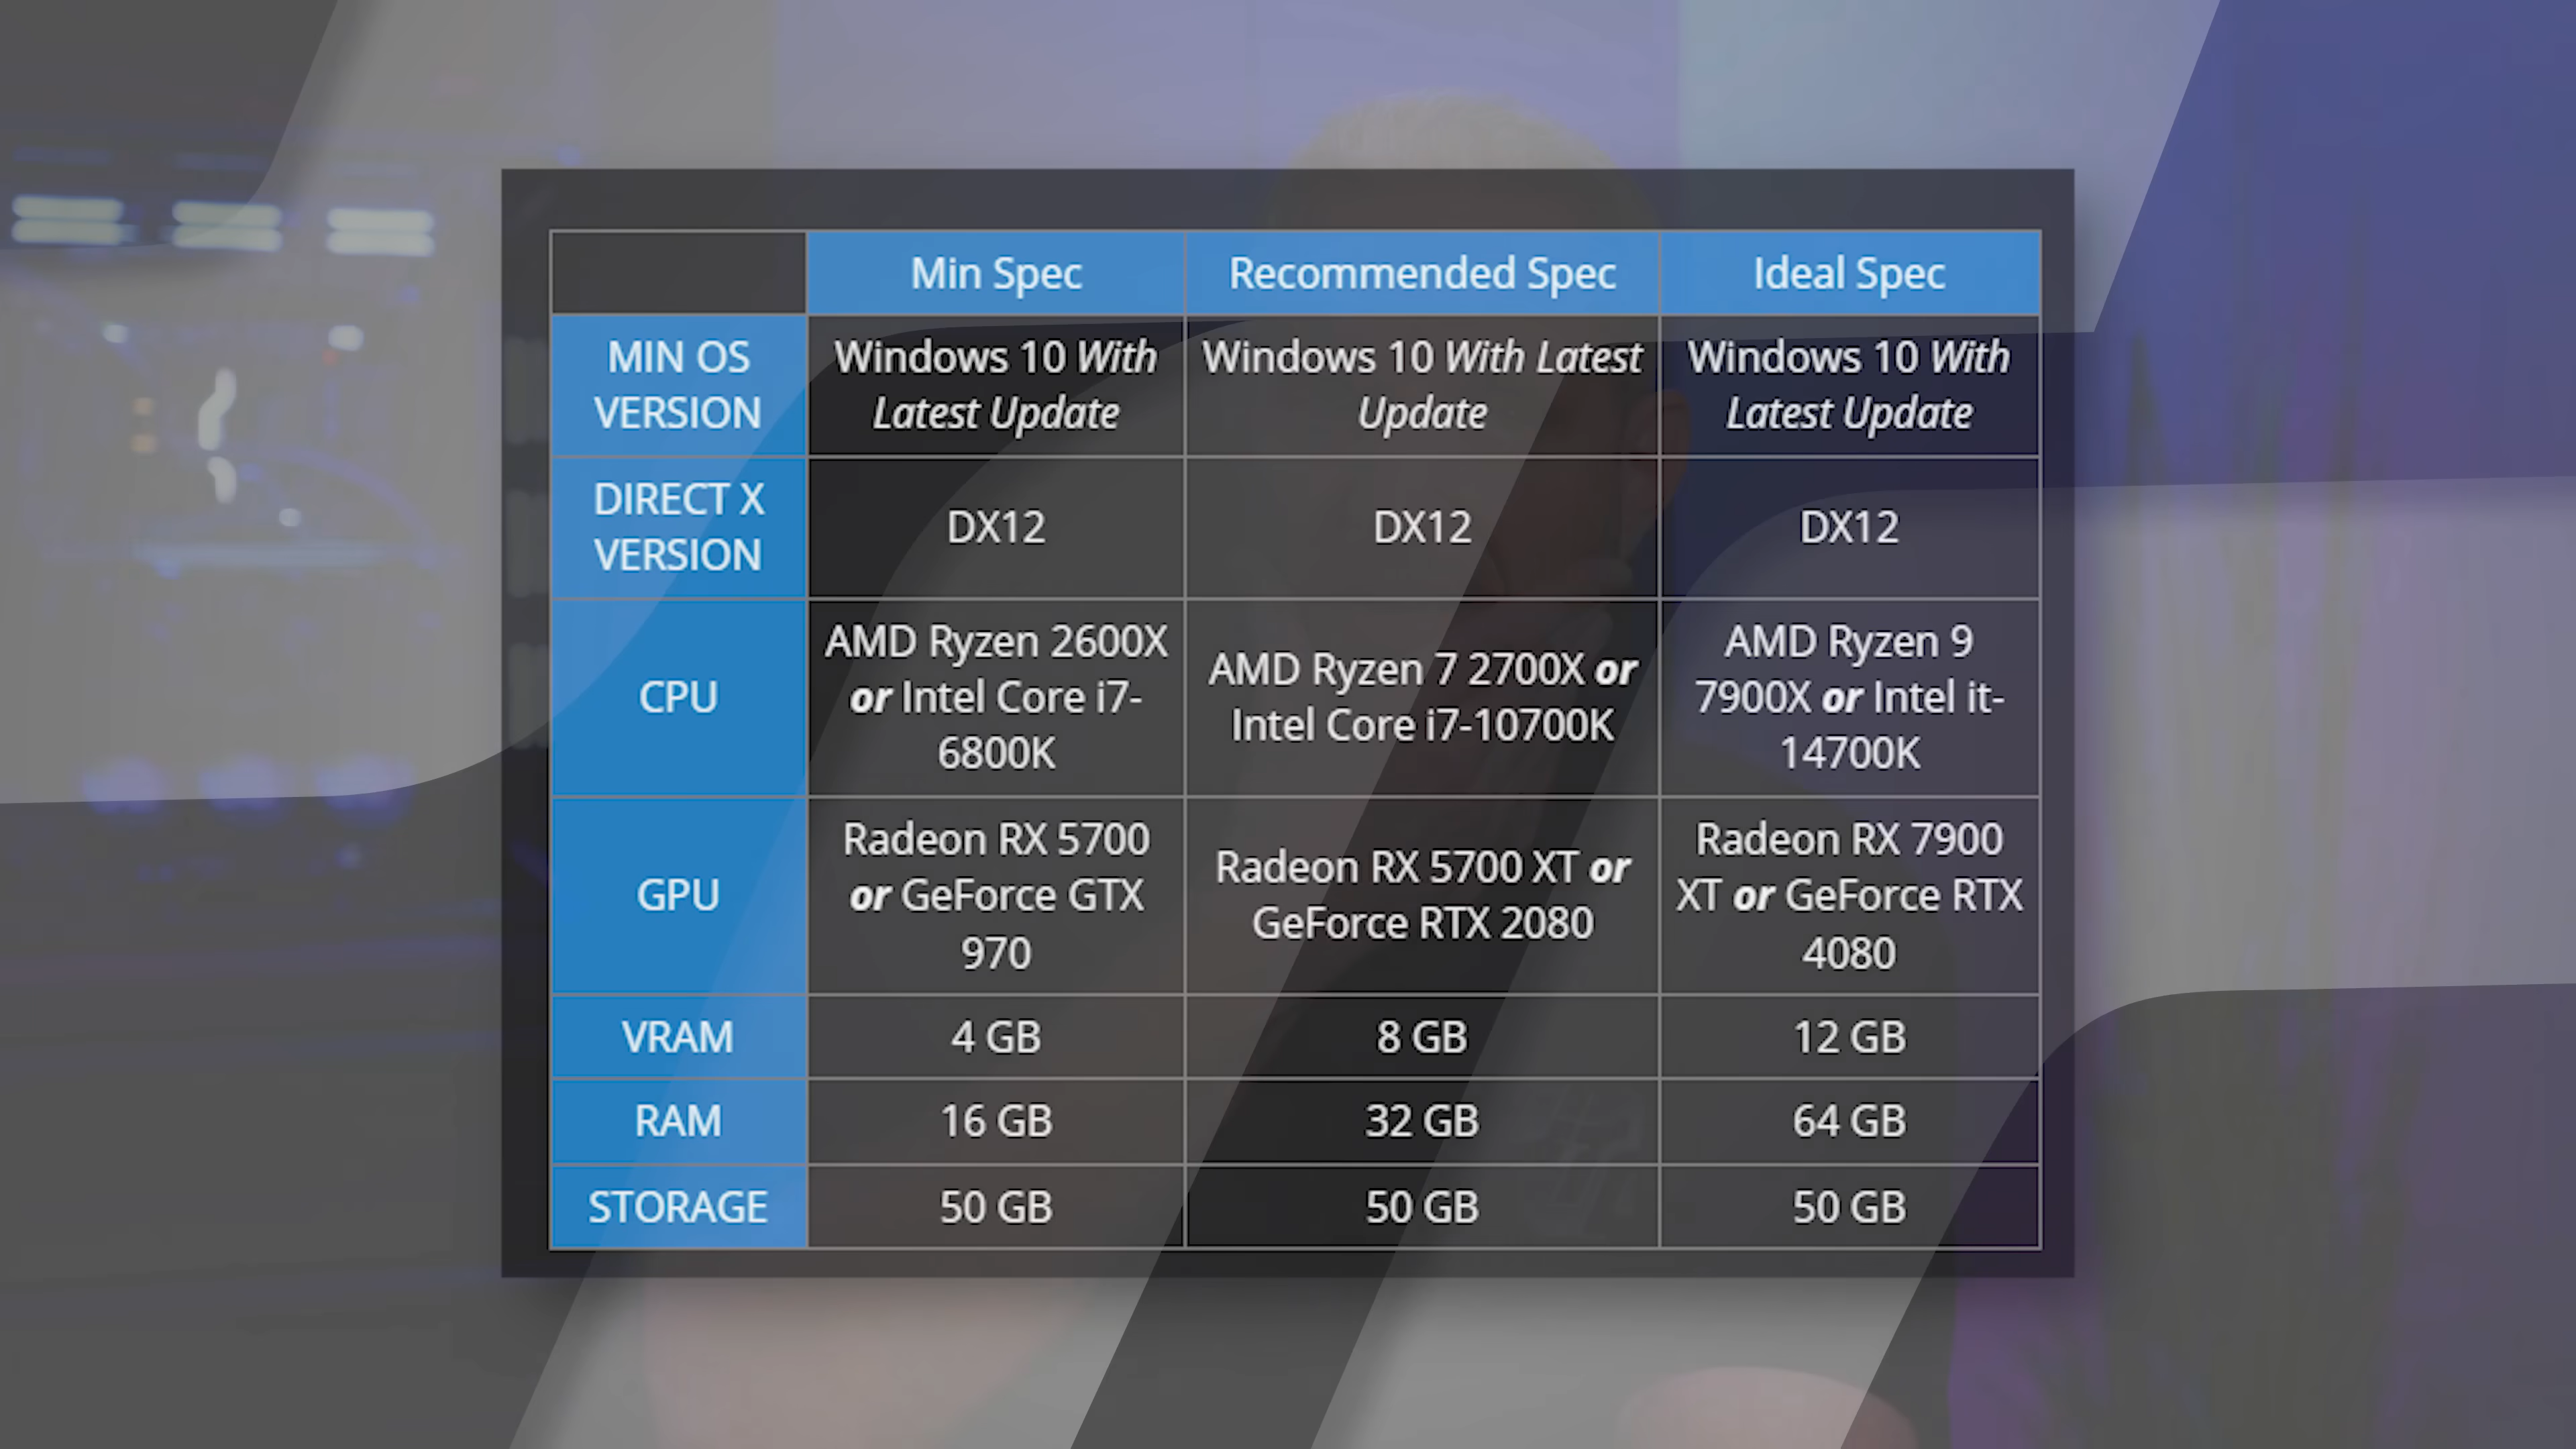 Min Spec
Recommended Spec
Ideal Spec
MIN OS
VERSION
Windows 10 With
Latest Update
Windows 10 With Latest
Update
Windows 10 With
Latest Update
DIRECT X
VERSION
DX12
DX12
DX12
CPU
AMD Ryzen 2600X
or Intel Core i7-
6800K
AMD Ryzen 7 2700X or
Intel Core i7-10700K
AMD Ryzen 9
7900X or Intel it-
14700K
GPU
Radeon RX 5700
or GeForce GTX
970
Radeon RX 5700 XT or
GeForce RTX 2080
Radeon RX 7900
XT or GeForce RTX
4080
VRAM
4 GB
8 GB
12 GB
RAM
16 GB
32 GB
64 GB
STORAGE
50 GB
50 GB
50 GB